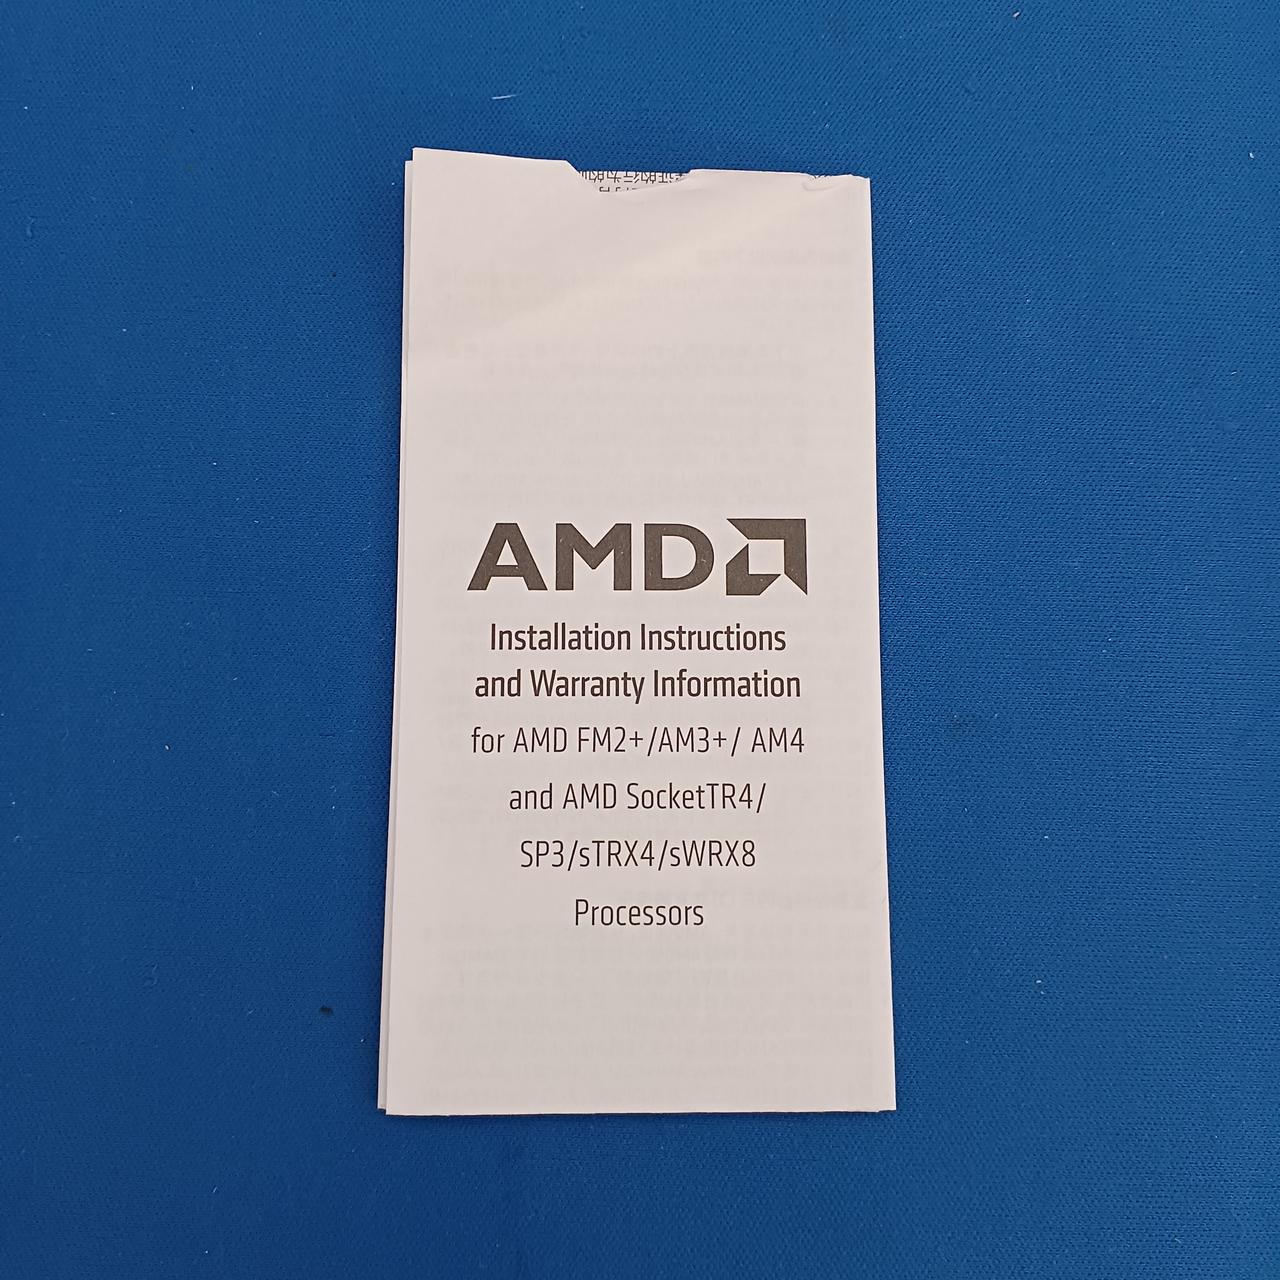 AMD
Installation Instructions
and Warranty Information
for AMD FM2+/AM3+/ AM4
and AMD SocketTR4/
SP3/sTRX4/sWRX8
Processors